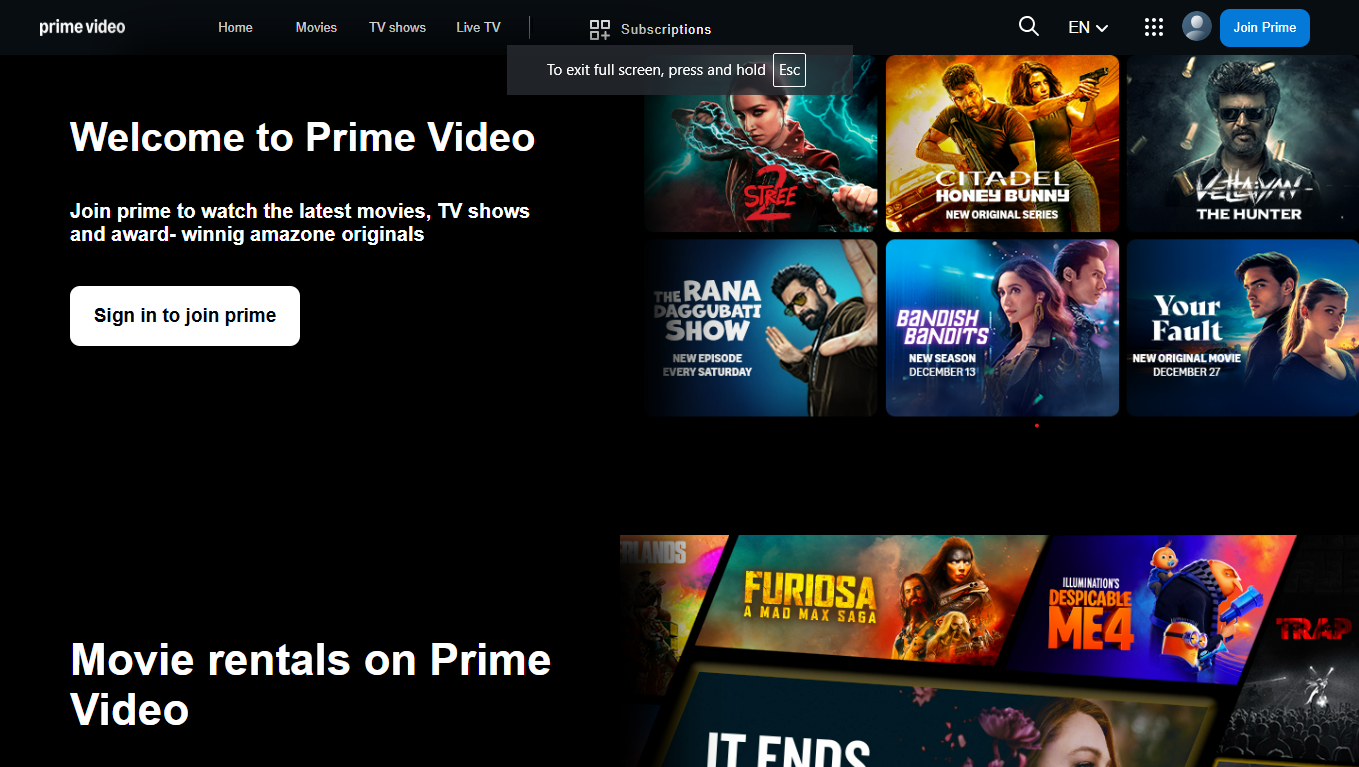 prime video
Home
Movies
TV shows
Live TV
Subscriptions
EN
Join Prime
To exit full screen, press and hold Esc
Welcome to Prime Video
Join prime to watch the latest movies, TV shows
and award- winnig amazone originals
Sign in to join prime
STREE
2
CITADEL
HONEY BUNNY
NEW ORIGINAL SERIES
VETTAIYAN
THE HUNTER
THE RANA
DAGGUBATI
SHOW
NEW EPISODE
EVERY SATURDAY
BANDISH
BANDITS
NEW SEASON
DECEMBER 13
Your
Fault
NEW ORIGINAL MOVIE
DECEMBER 27
Movie rentals on Prime
Video
ERLANDS
FURIOSA
A MAD MAX SAGA
ILLUMINATION'S
DESPICABLE
ME4
TRAP
IT ENDS